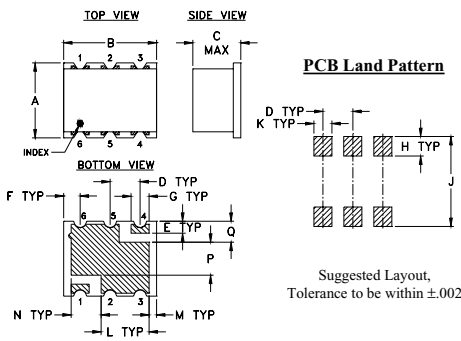 TOP VIEW
SIDE VIEW
B
C
MAX
1 2 3
A
6 5 4
INDEX
PCB Land Pattern
D TYP
K TYP
H TYP
J
BOTTOM VIEW
D TYP
F TYP
G TYP
6 5 4
E TYP
Q
P
1 2 3
N TYP
M TYP
L TYP
Suggested Layout,
Tolerance to be within ±.002